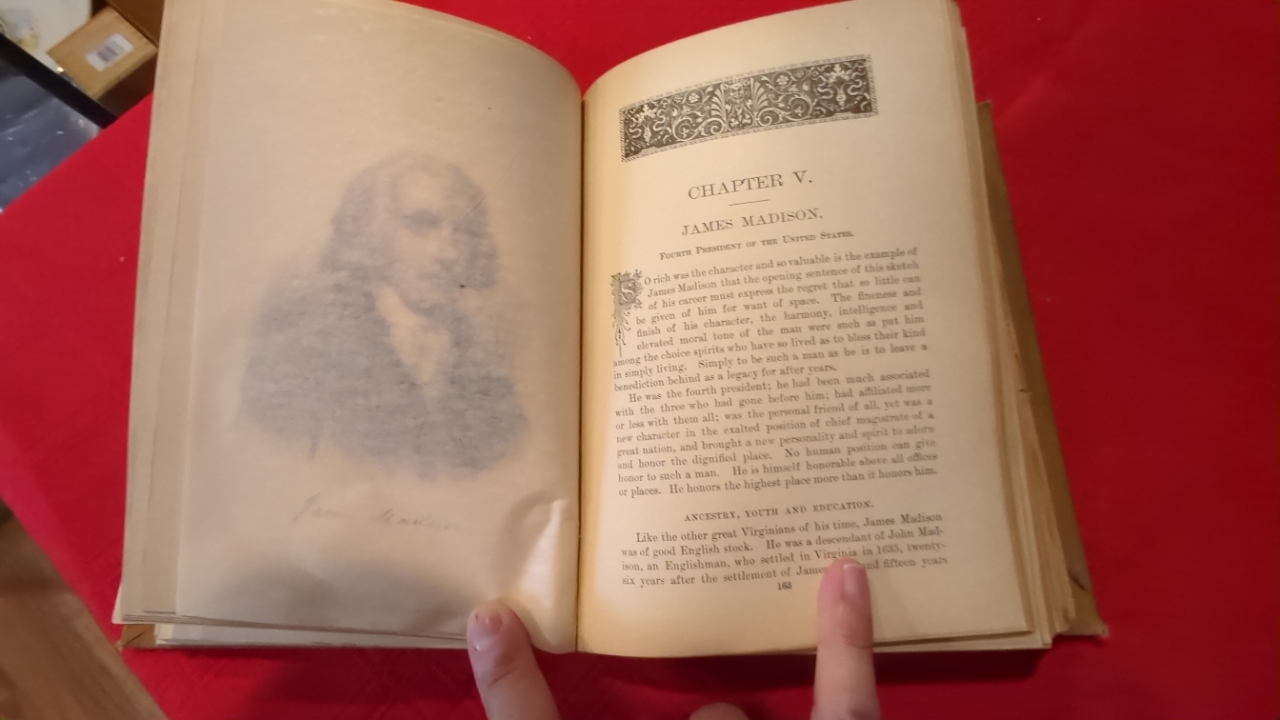 James Madison
CHAPTER V.
JAMES MADISON.
FOURTH PRESIDENT OF THE UNITED STATES.
SO rich was the character and so valuable is the example of
James Madison that the opening sentence of this sketch
of his career must express the regret that so little can
be given of him for want of space. The fineness and
finish of his character, the harmony, intelligence and
elevated moral tone of the man were such as put him
among the choice spirits who have so lived as to bless their kind
in simply living. Simply to be such a man as he is to leave a
benediction behind as a legacy for after years.
He was the fourth president; he had been much associated
with the three who had gone before him; had affiliated more
or less with them all; was the personal friend of all, yet was a
new character in the exalted position of chief magistrate of a
great nation, and brought a new personality and spirit to adorn
and honor the dignified place. No human position can give
honor to such a man. He is himself honorable above all offices
or places. He honors the highest place more than it honors him.
ANCESTRY, YOUTH AND EDUCATION.
Like the other great Virginians of his time, James Madison
was of good English stock. He was a descendant of John Mad-
ison, an Englishman, who settled in Virginia in 1635, twenty-
six years after the settlement of James and fifteen years
163